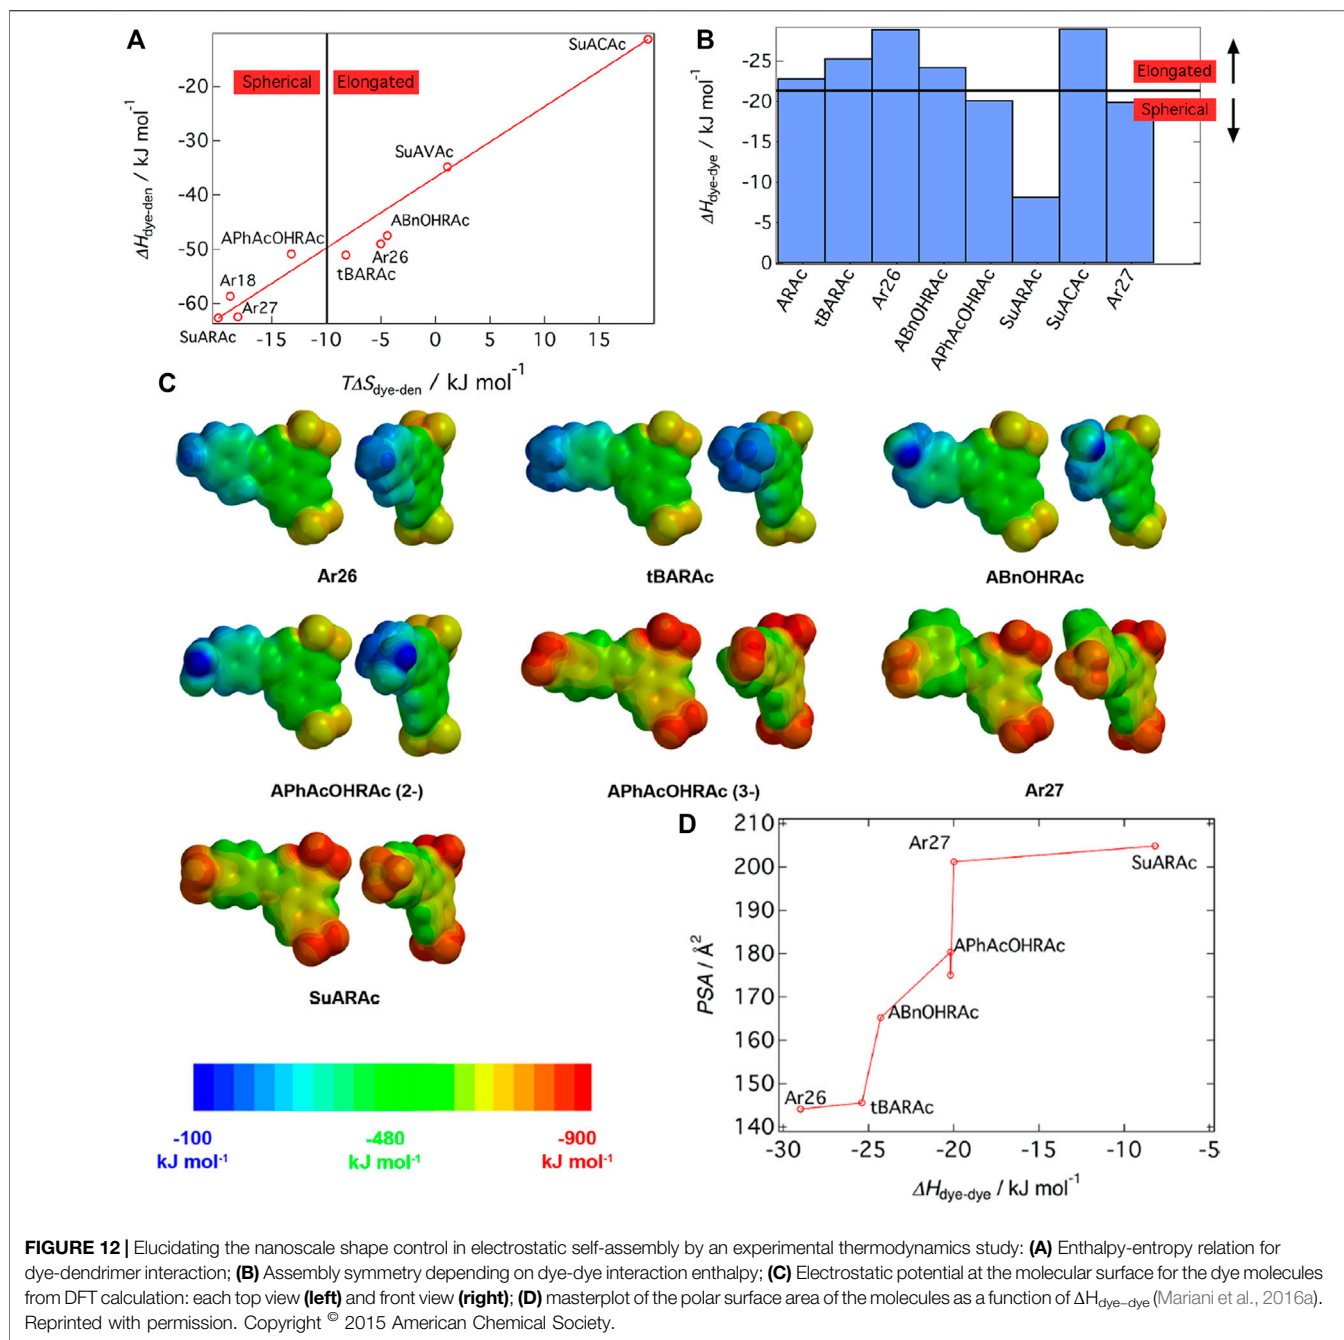 A
Spherical
Elongated
SuACAc
SuAVAc
ABnOHRAc
APhAcOHRAc
Ar26
tBARAc
Ar18
Ar27
SuARAc
-20
-30
-40
-50
-60
-15
-10
-5
0
5
10
15
ΔHdye-den / kJ mol-1
TΔSdye-den / kJ mol-1
B
Elongated
Spherical
-25
-20
-15
-10
-5
0
ΔHdye-dye / kJ mol-1
ARAc
tBARAc
Ar26
ABnOHRAc
APhAcOHRAc
SuARAc
SuACAc
Ar27
C
Ar26
tBARAc
ABnOHRAc
APhAcOHRAc (2-)
APhAcOHRAc (3-)
Ar27
SuARAc
-100
kJ mol-1
-480
kJ mol-1
-900
kJ mol-1
D
210
200
190
180
170
160
150
140
PSA / Å2
Ar27
SuARAc
APhAcOHRAc
ABnOHRAc
Ar26
tBARAc
-30
-25
-20
-15
-10
-5
ΔHdye-dye / kJ mol-1
FIGURE 12 | Elucidating the nanoscale shape control in electrostatic self-assembly by an experimental thermodynamics study: (A) Enthalpy-entropy relation for
dye-dendrimer interaction; (B) Assembly symmetry depending on dye-dye interaction enthalpy; (C) Electrostatic potential at the molecular surface for the dye molecules
from DFT calculation: each top view (left) and front view (right); (D) masterplot of the polar surface area of the molecules as a function of ΔHdye–dye (Mariani et al., 2016a).
Reprinted with permission. Copyright © 2015 American Chemical Society.